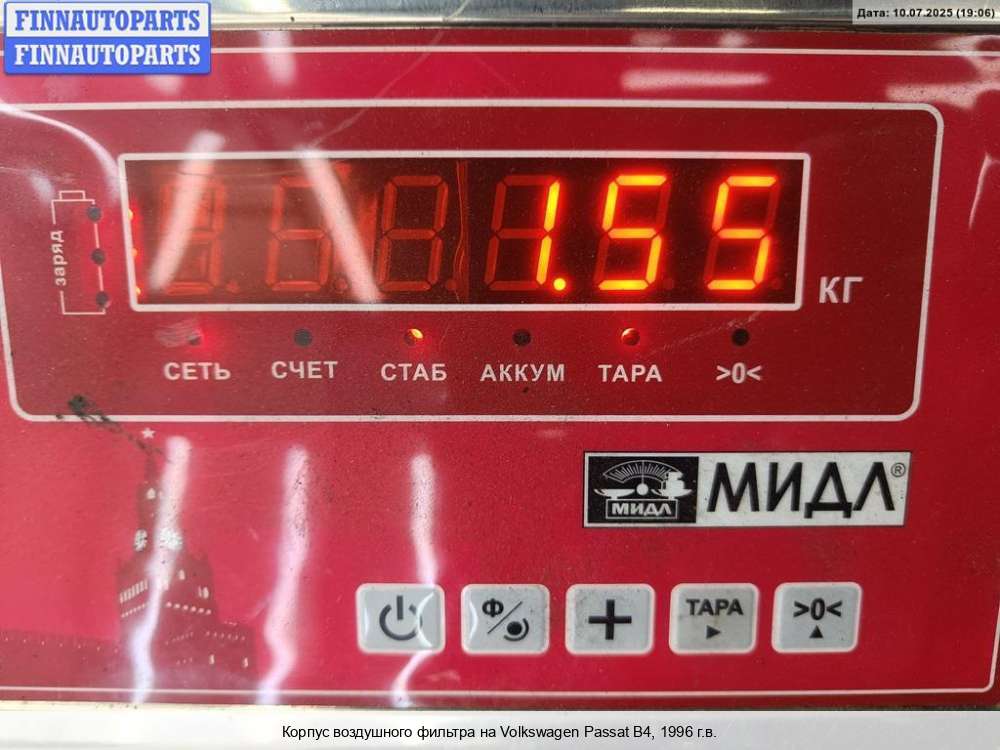 FINNAUTOPARTS
FINNAUTOPARTS
Дата: 10.07.2025 (19:06)
заряд
1.55
КГ
СЕТЬ СЧЕТ СТАБ АККУМ ТАРА >0<
МИДЛ
МИДЛ®
Ф
ТАРА
>0<
Корпус воздушного фильтра на Volkswagen Passat B4, 1996 г.в.